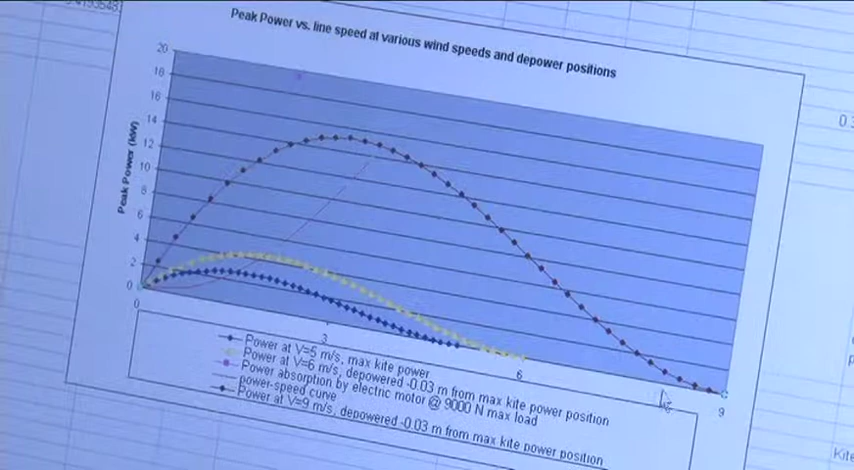 Peak Power vs. line speed at various wind speeds and depower positions
Peak Power (kW)
20
18
16
14
12
10
8
6
4
2
0
0
3
6
9
Power at V=5 m/s, max kite power
Power at V=6 m/s, depowered -0.03 m from max kite power position
Power absorption by electric motor @ 9000 N max load
power-speed curve
Power at V=9 m/s, depowered -0.03 m from max kite power position
Kite